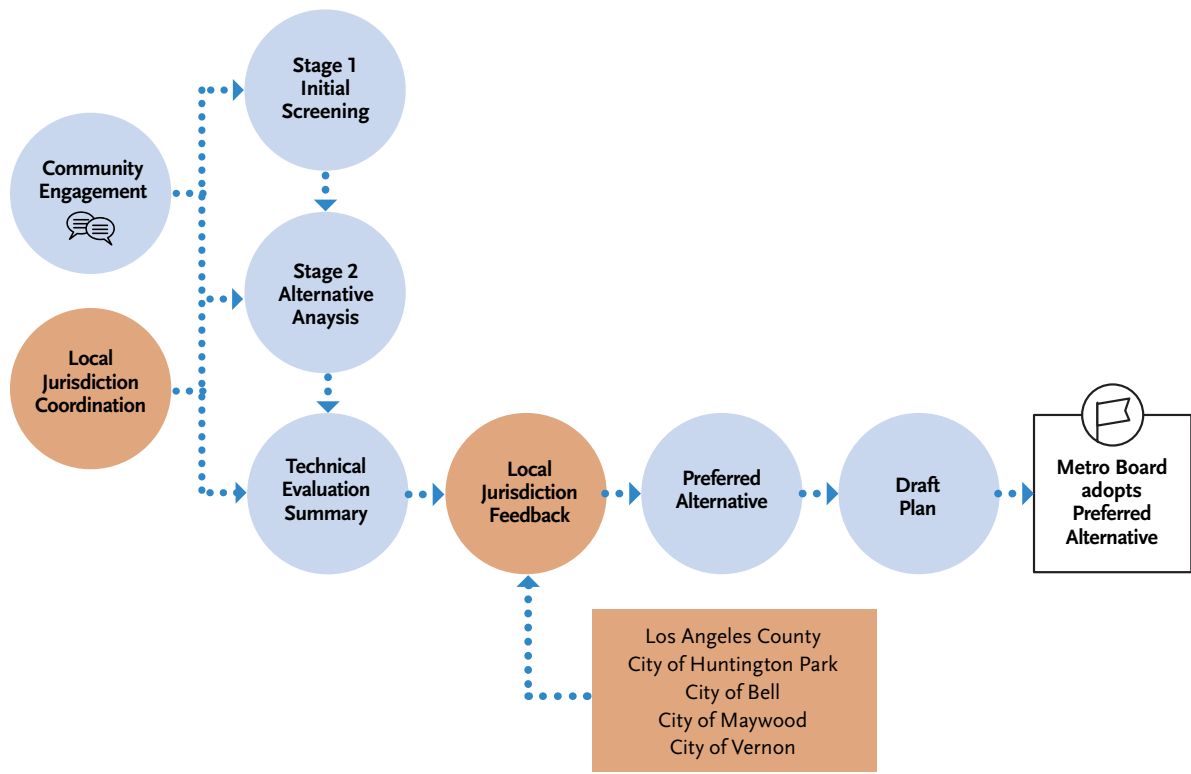 Stage 1
Initial
Screening
Community
Engagement
Stage 2
Alternative
Anaysis
Local
Jurisdiction
Coordination
Technical
Evaluation
Summary
Local
Jurisdiction
Feedback
Preferred
Alternative
Draft
Plan
Metro Board
adopts
Preferred
Alternative
Los Angeles County
City of Huntington Park
City of Bell
City of Maywood
City of Vernon